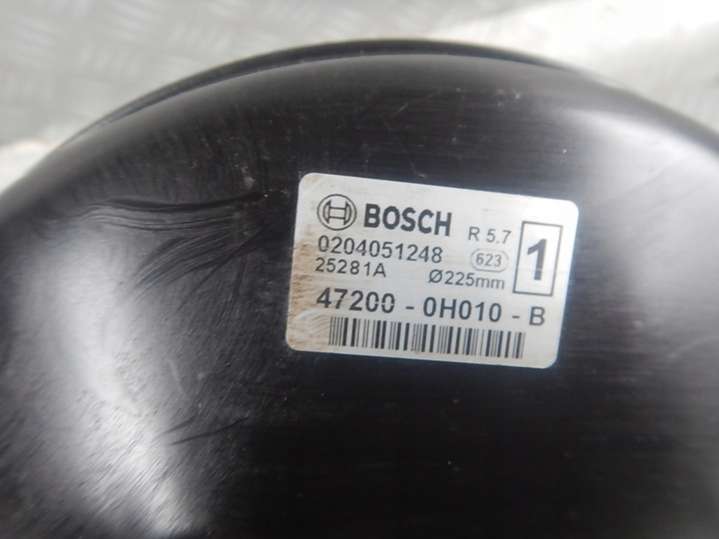 BOSCH R 5.7 1
0204051248 623
25281A Ø225mm
47200 - 0H010 - B